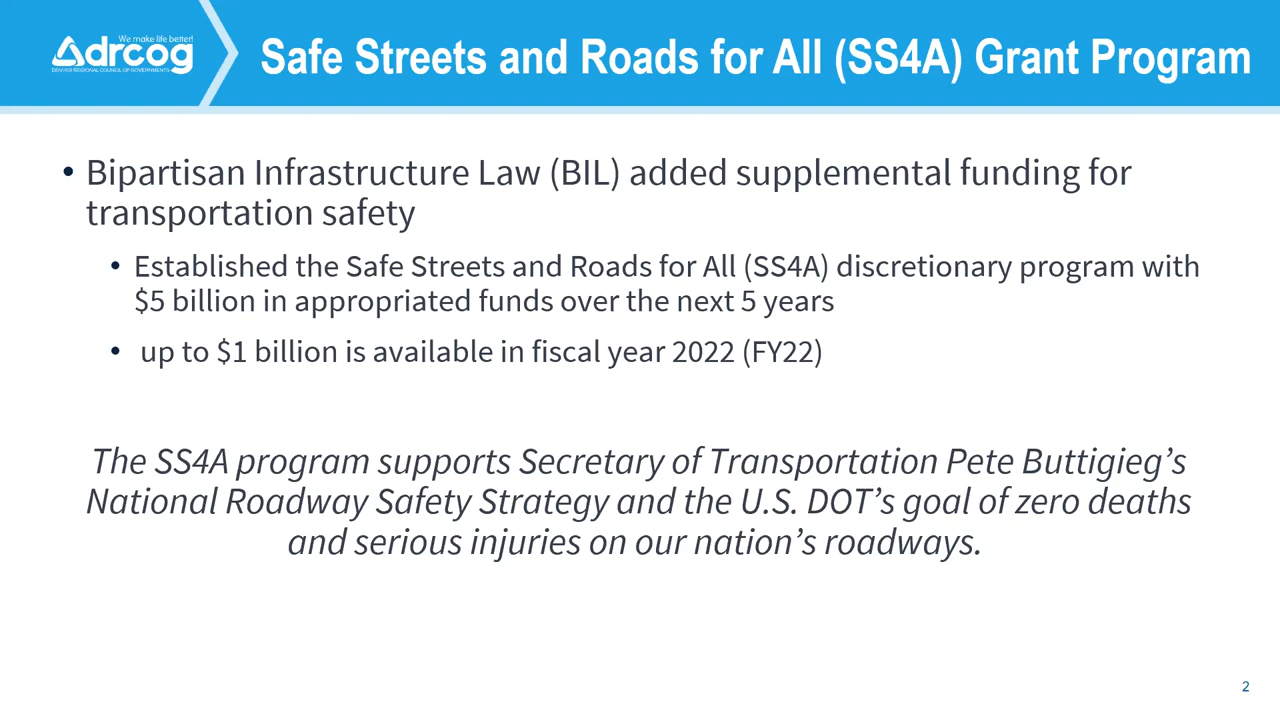 We make life better!
drcog
DENVER REGIONAL COUNCIL OF GOVERNMENTS
Safe Streets and Roads for All (SS4A) Grant Program
• Bipartisan Infrastructure Law (BIL) added supplemental funding for
transportation safety
• Established the Safe Streets and Roads for All (SS4A) discretionary program with
$5 billion in appropriated funds over the next 5 years
• up to $1 billion is available in fiscal year 2022 (FY22)
The SS4A program supports Secretary of Transportation Pete Buttigieg’s
National Roadway Safety Strategy and the U.S. DOT’s goal of zero deaths
and serious injuries on our nation’s roadways.
2